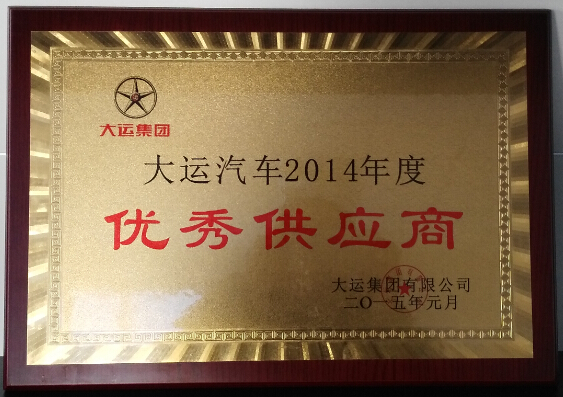 大运集团
大运汽车2014年度
优秀供应商
大运集团有限公司
二〇一五年元月